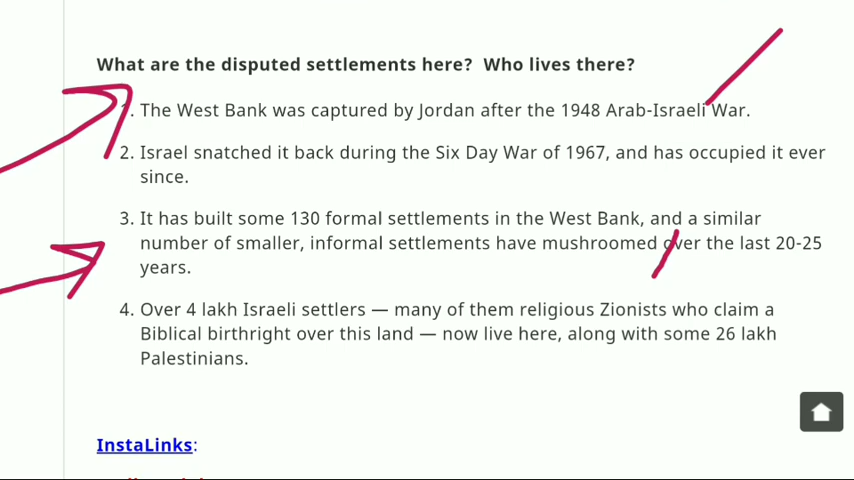 What are the disputed settlements here? Who lives there?
1. The West Bank was captured by Jordan after the 1948 Arab-Israeli War.
2. Israel snatched it back during the Six Day War of 1967, and has occupied it ever
since.
3. It has built some 130 formal settlements in the West Bank, and a similar
number of smaller, informal settlements have mushroomed over the last 20-25
years.
4. Over 4 lakh Israeli settlers — many of them religious Zionists who claim a
Biblical birthright over this land — now live here, along with some 26 lakh
Palestinians.
InstaLinks: